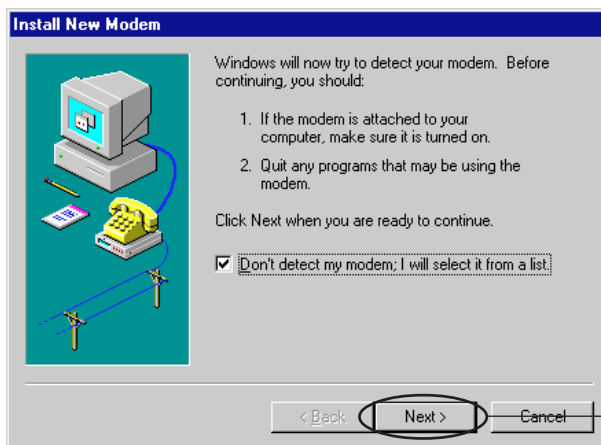 Install New Modem
Windows will now try to detect your modem. Before
continuing, you should:
1. If the modem is attached to your
computer, make sure it is turned on.
2. Quit any programs that may be using the
modem.
Click Next when you are ready to continue.
Don't detect my modem; I will select it from a list.
< Back
Next >
Cancel